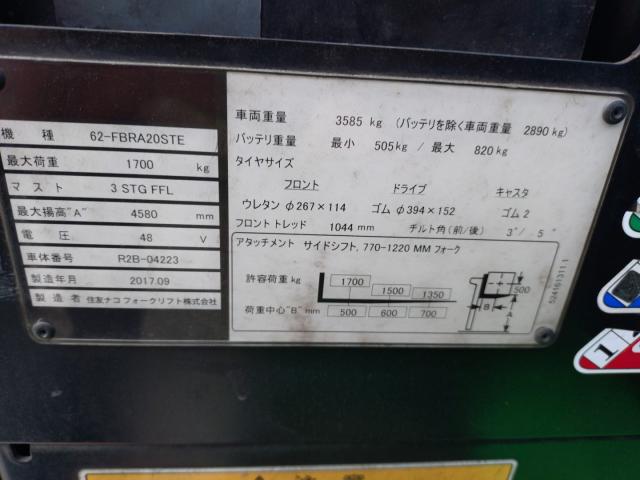 機種 62-FBRA20STE
最大荷重 1700 kg
マスト 3 STG FFL
最大揚高"A" 4580 mm
電圧 48 V
車体番号 R2B-04223
製造年月 2017.09
製造者 住友ナコ フォークリフト株式会社
車両重量 3585 kg (バッテリを除く車両重量 2890 kg)
バッテリ重量 最小 505 kg / 最大 820 kg
タイヤサイズ
フロント ドライブ キャスタ
ウレタン φ267×114 ゴム φ394×152 ゴム 2
フロント トレッド 1044 mm チルト角 (前/後) 3°/ 5°
アタッチメント サイドシフト, 770-1220 MM フォーク
許容荷重 kg 1700 1500 1350
荷重中心"B" mm 500 600 700
500
B
A
524161311.1
1